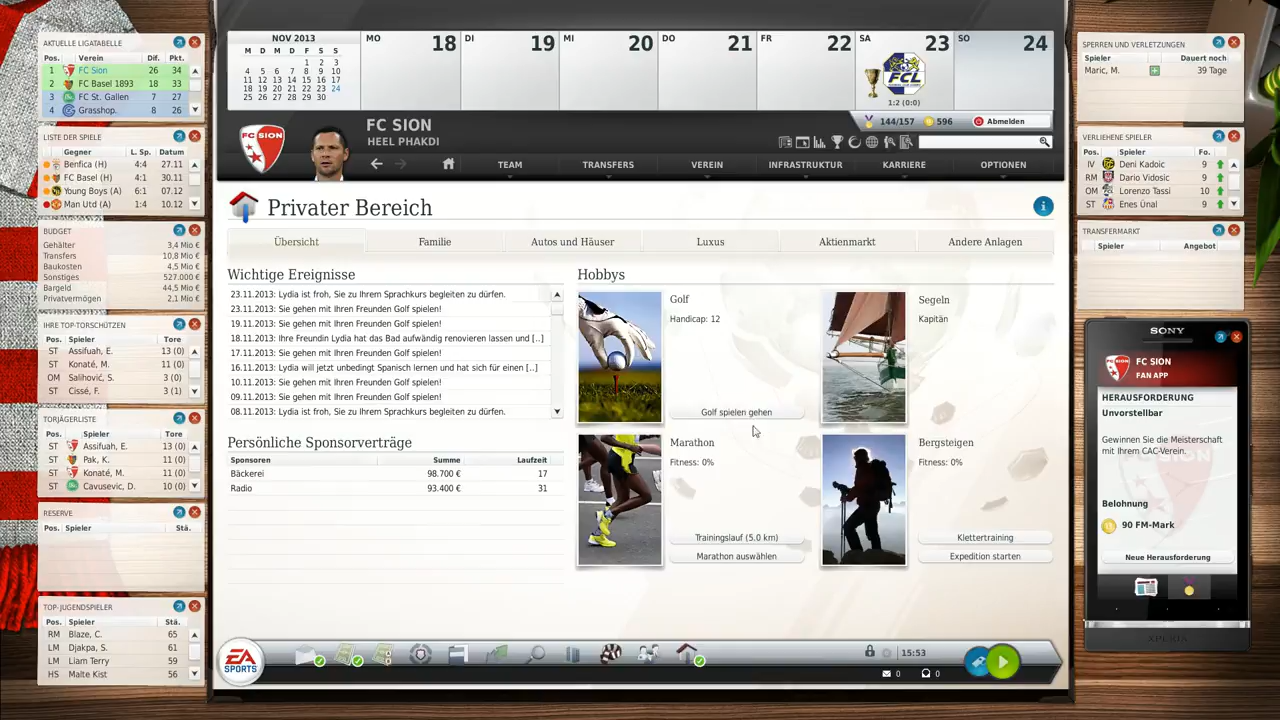 AKTUELLE LIGATABELLE
Pos. Verein Dif. Pkt.
1 FC Sion 26 34
2 FC Basel 1893 18 33
3 FC St. Gallen 7 27
4 Grasshop. 8 26
LISTE DER SPIELE
Gegner L. Sp. Datum
Benfica (H) 4:4 27.11
FC Basel (H) 4:1 30.11
Young Boys (A) 6:1 07.12
Man Utd (A) 1:4 10.12
BUDGET
Gehälter 3,4 Mio €
Transfers 10,8 Mio €
Baukosten 4,5 Mio €
Sonstiges 527.000 €
Bargeld 44,5 Mio €
Privatvermögen 2,1 Mio €
IHRE TOP-TORSCHÜTZEN
Pos. Spieler Tore
ST Assifuah, E. 13 (0)
ST Konaté, M. 11 (0)
OM Salihović, S. 3 (0)
ST Cissé, F. 3 (1)
TORJÄGERLISTE
Spieler Tore
ST Assifuah, E. 13 (0)
ST Pak, K. 11 (0)
ST Konaté, M. 11 (0)
ST Cavusevic, D. 10 (0)
RESERVE
Pos. Spieler Stä.
TOP-JUGENDSPIELER
Pos. Spieler Stä.
RM Blaze, C. 65
LM Djakpa, S. 61
LM Liam Terry 59
HS Malte Kist 56
NOV 2013
M D M D F S S
1 2 3
4 5 6 7 8 9 10
11 12 13 14 15 16 17
18 19 20 21 22 23 24
25 26 27 28 29 30
MO 18
DI 19
MI 20
DO 21
FR 22
SA 23
FCL
1:2 (0:0)
SO 24
FC SION
FC SION
HEEL PHAKDI
144/157 596 Abmelden
TEAM TRANSFERS VEREIN INFRASTRUKTUR KARRIERE OPTIONEN
Privater Bereich
Übersicht Familie Autos und Häuser Luxus Aktienmarkt Andere Anlagen
Wichtige Ereignisse
23.11.2013: Lydia ist froh, Sie zu Ihrem Sprachkurs begleiten zu dürfen.
23.11.2013: Sie gehen mit Ihren Freunden Golf spielen!
19.11.2013: Sie gehen mit Ihren Freunden Golf spielen!
18.11.2013: Ihre Freundin Lydia hat das Bad aufwändig renovieren lassen und [..]
17.11.2013: Sie gehen mit Ihren Freunden Golf spielen!
16.11.2013: Lydia will jetzt unbedingt Spanisch lernen und hat sich für einen [..]
10.11.2013: Sie gehen mit Ihren Freunden Golf spielen!
09.11.2013: Sie gehen mit Ihren Freunden Golf spielen!
08.11.2013: Lydia ist froh, Sie zu Ihrem Sprachkurs begleiten zu dürfen.
Persönliche Sponsorverträge
Sponsoren Summe Laufzeit
Bäckerei 98.700 € 17
Radio 93.400 € 31
Hobbys
Golf
Handicap: 12
Golf spielen gehen
Segeln
Kapitän
Marathon
Fitness: 0%
Trainingslauf (5.0 km)
Marathon auswählen
Bergsteigen
Fitness: 0%
Klettertraining
Expedition starten
EA SPORTS
15:53
0 0
SPERREN UND VERLETZUNGEN
Spieler Dauert noch
Maric, M. 39 Tage
VERLIEHENE SPIELER
Pos. Spieler Fo.
IV Deni Kadoic 9
RM Dario Vidosic 9
OM Lorenzo Tassi 10
ST Enes Ünal 9
TRANSFERMARKT
Spieler Angebot
SONY
FC SION
FAN APP
HERAUSFORDERUNG
Unvorstellbar
Gewinnen Sie die Meisterschaft
mit Ihrem CAC-Verein.
Belohnung
90 FM-Mark
Neue Herausforderung
XPERIA